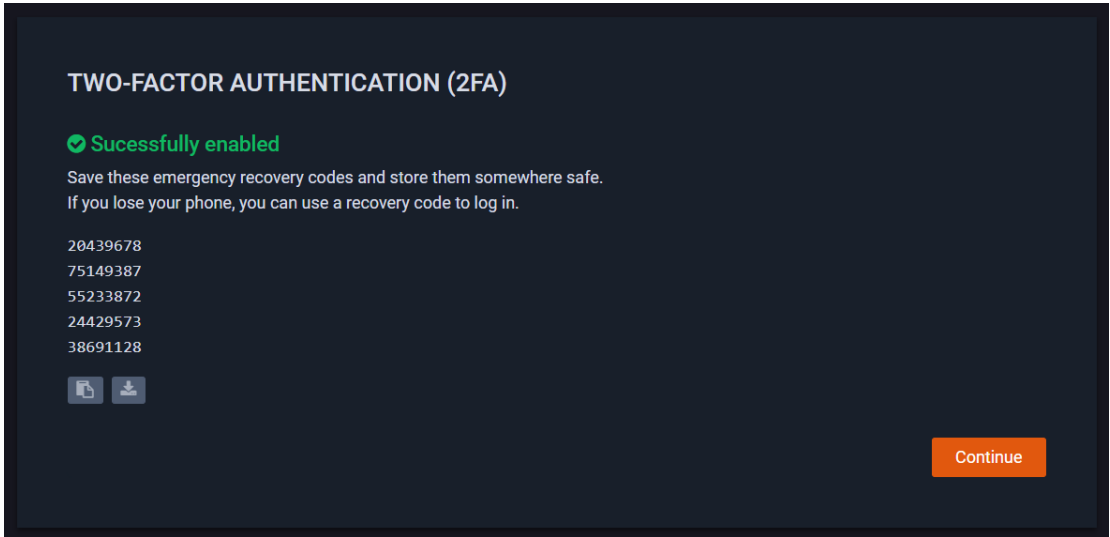 TWO-FACTOR AUTHENTICATION (2FA)
Sucessfully enabled
Save these emergency recovery codes and store them somewhere safe.
If you lose your phone, you can use a recovery code to log in.
20439678
75149387
55233872
24429573
38691128
Continue